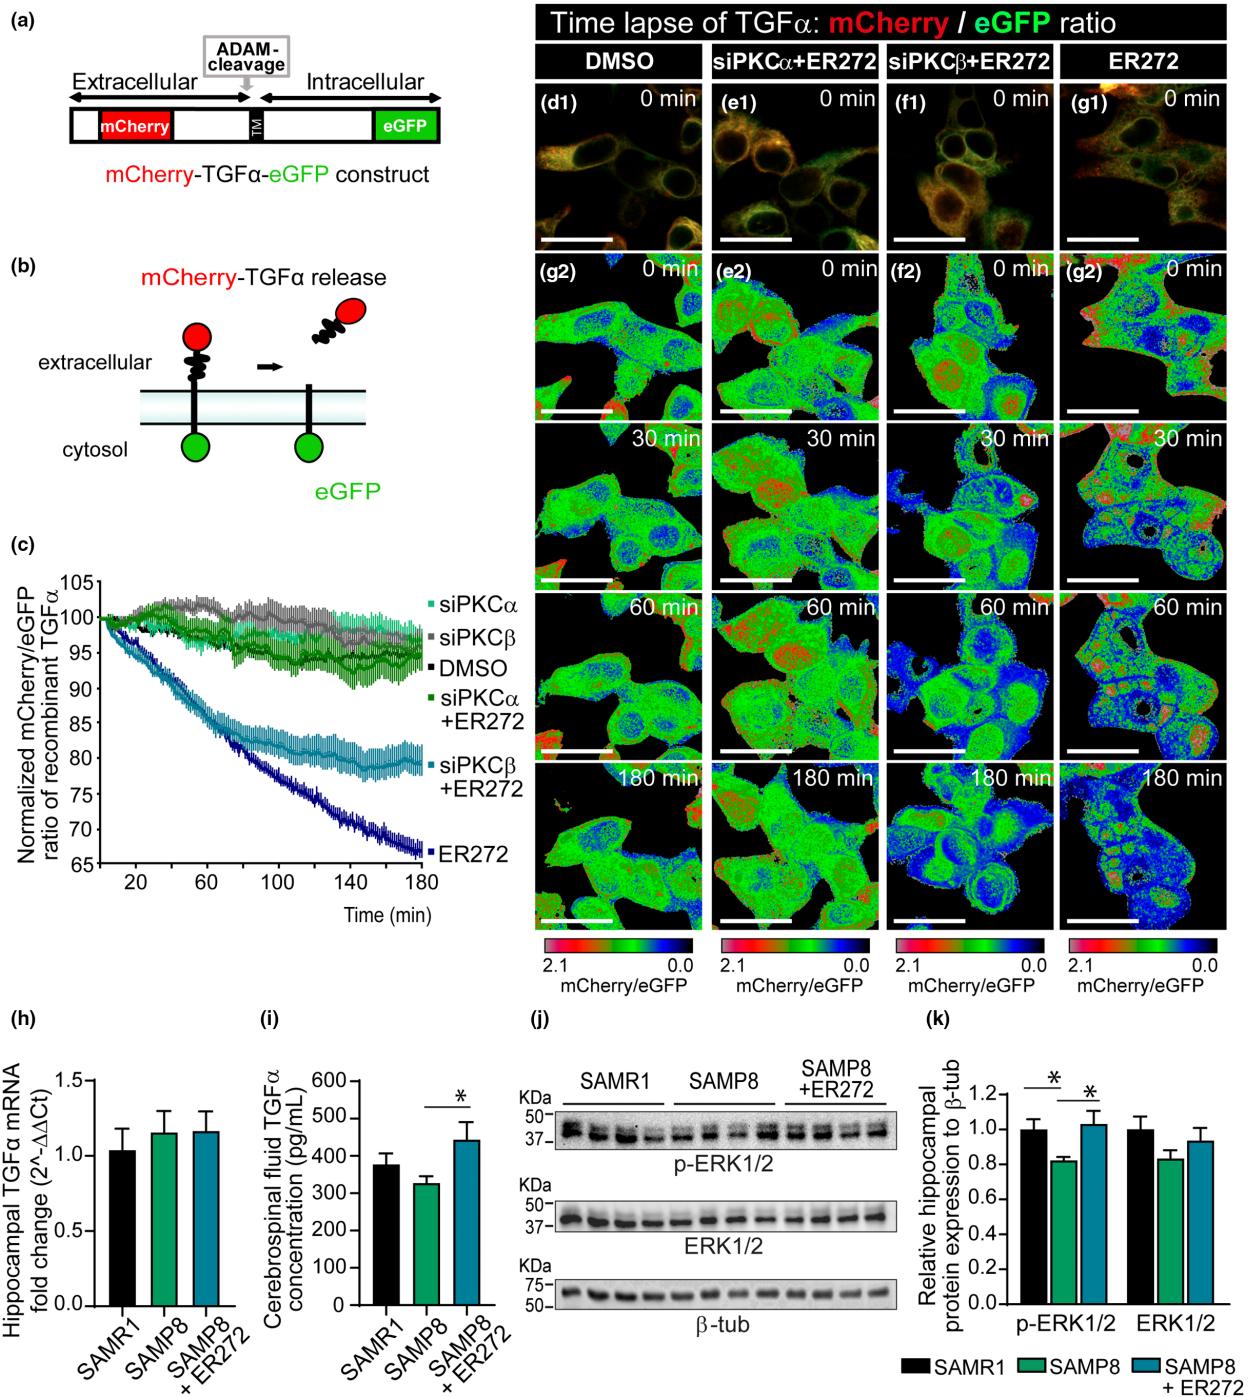 (a)
ADAM-
cleavage
Extracellular
Intracellular
mCherry
TM
eGFP
mCherry-TGFα-eGFP construct
(b)
mCherry-TGFα release
extracellular
cytosol
eGFP
(c)
Normalized mCherry/eGFP
ratio of recombinant TGFα
105
100
95
90
85
80
75
70
65
20
60
100
140
180
Time (min)
siPKCα
siPKCβ
DMSO
siPKCα
+ER272
siPKCβ
+ER272
ER272
Time lapse of TGFα: mCherry / eGFP ratio
DMSO
siPKCα+ER272
siPKCβ+ER272
ER272
(d1)
0 min
(e1)
0 min
(f1)
0 min
(g1)
0 min
(g2)
0 min
(e2)
0 min
(f2)
0 min
(g2)
0 min
30 min
30 min
30 min
30 min
60 min
60 min
60 min
60 min
180 min
180 min
180 min
180 min
2.1
0.0
mCherry/eGFP
2.1
0.0
mCherry/eGFP
2.1
0.0
mCherry/eGFP
2.1
0.0
mCherry/eGFP
(h)
Hippocampal TGFα mRNA
fold change (2^-ΔΔCt)
1.5
1.0
0.5
0.0
SAMR1
SAMP8
SAMP8
+ ER272
(i)
Cerebrospinal fluid TGFα
concentration (pg/mL)
600
500
400
300
200
100
0
*
SAMR1
SAMP8
SAMP8
+ ER272
(j)
SAMR1
SAMP8
SAMP8
+ER272
KDa
50
37
p-ERK1/2
KDa
50
37
ERK1/2
KDa
75
50
β-tub
(k)
Relative hippocampal
protein expression to β-tub
1.2
1.0
0.8
0.6
0.4
0.2
0.0
*
*
p-ERK1/2
ERK1/2
SAMR1
SAMP8
SAMP8
+ ER272